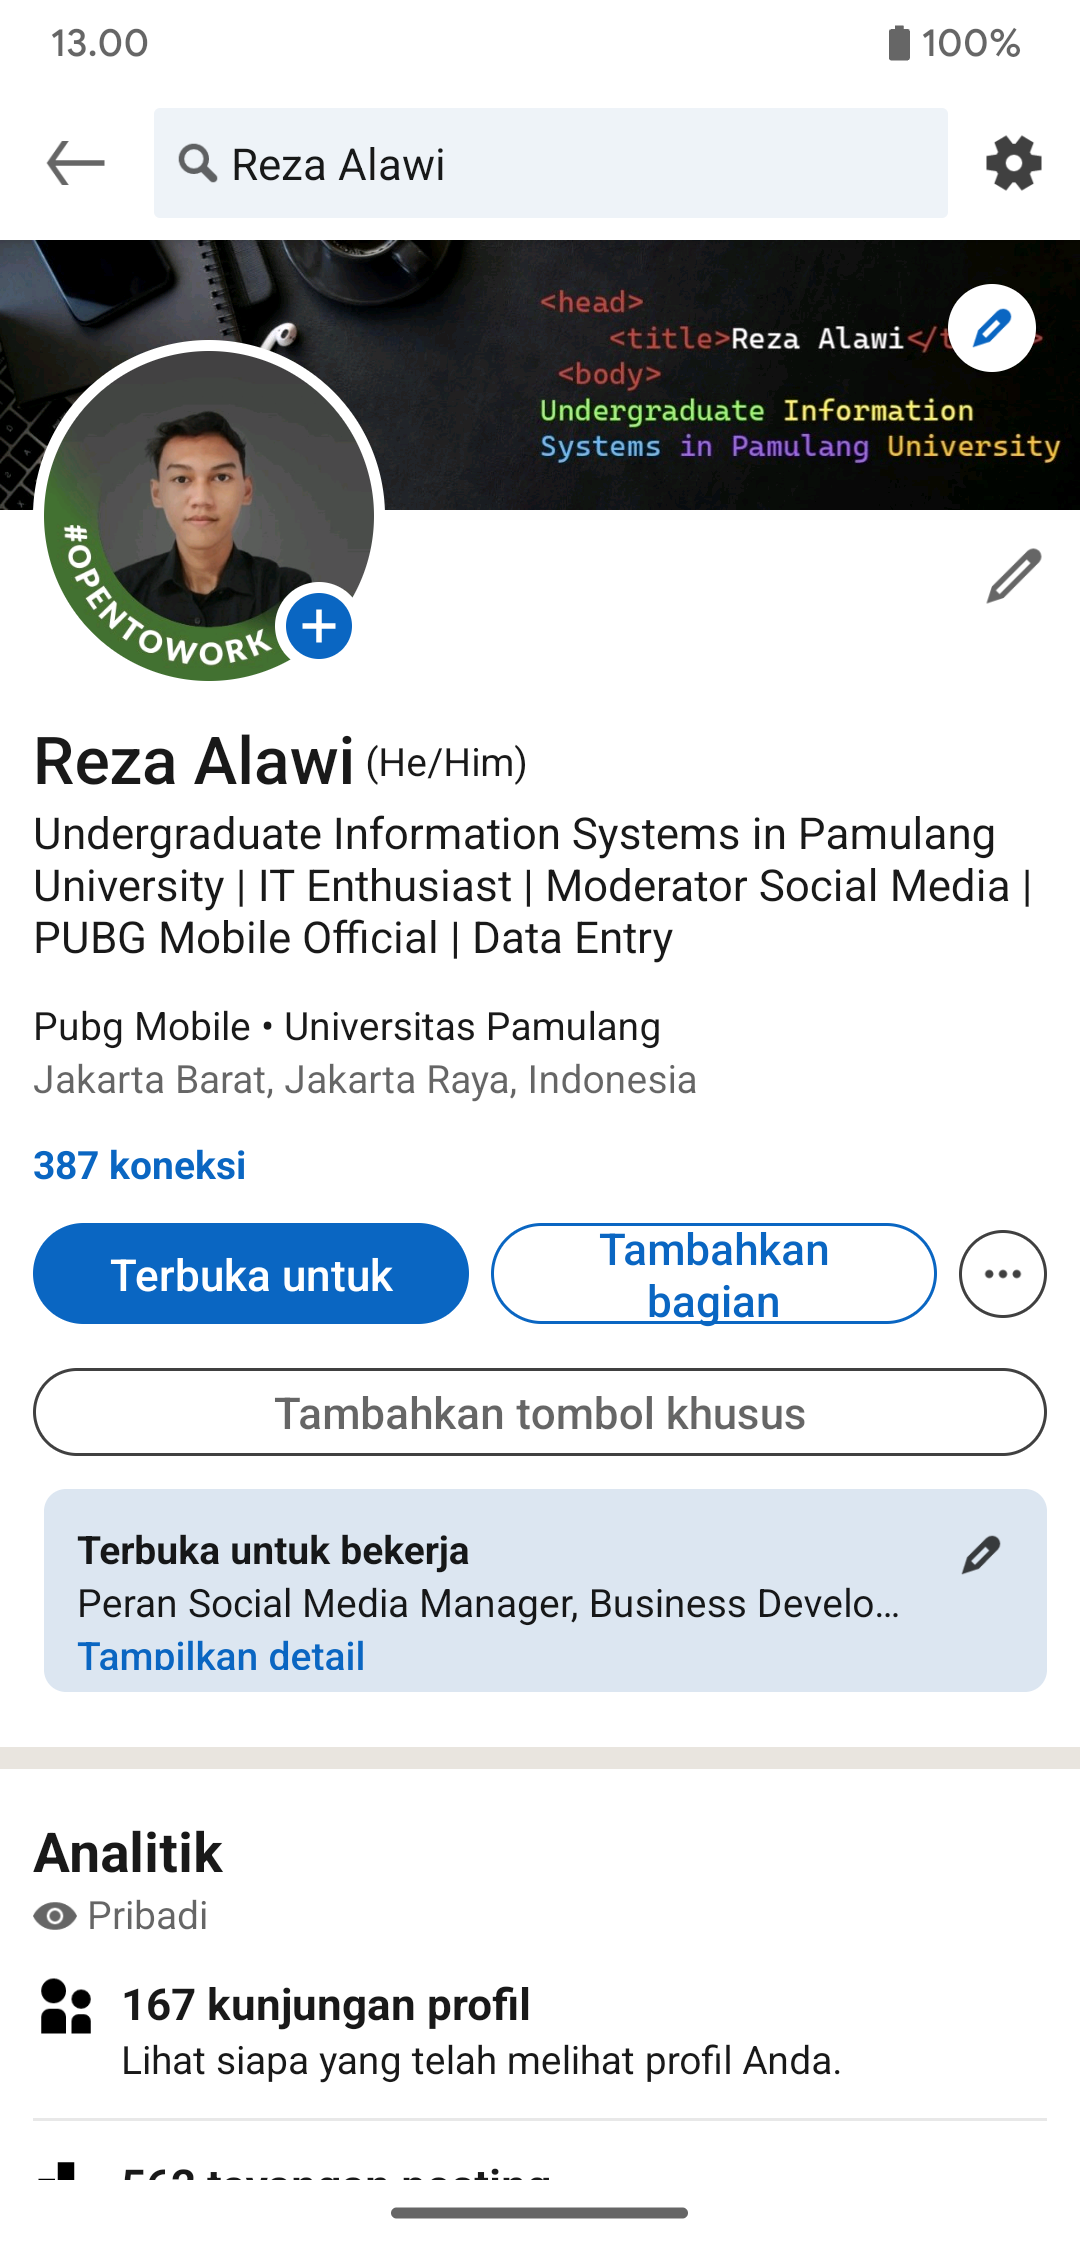 13.00
100%
Reza Alawi
<head>
<title>Reza Alawi</t
<body>
Undergraduate Information
Systems in Pamulang University
#OPENTOWORK
Reza Alawi (He/Him)
Undergraduate Information Systems in Pamulang
University | IT Enthusiast | Moderator Social Media |
PUBG Mobile Official | Data Entry
Pubg Mobile • Universitas Pamulang
Jakarta Barat, Jakarta Raya, Indonesia
387 koneksi
Terbuka untuk
Tambahkan
bagian
Tambahkan tombol khusus
Terbuka untuk bekerja
Peran Social Media Manager, Business Develo...
Tampilkan detail
Analitik
Pribadi
167 kunjungan profil
Lihat siapa yang telah melihat profil Anda.